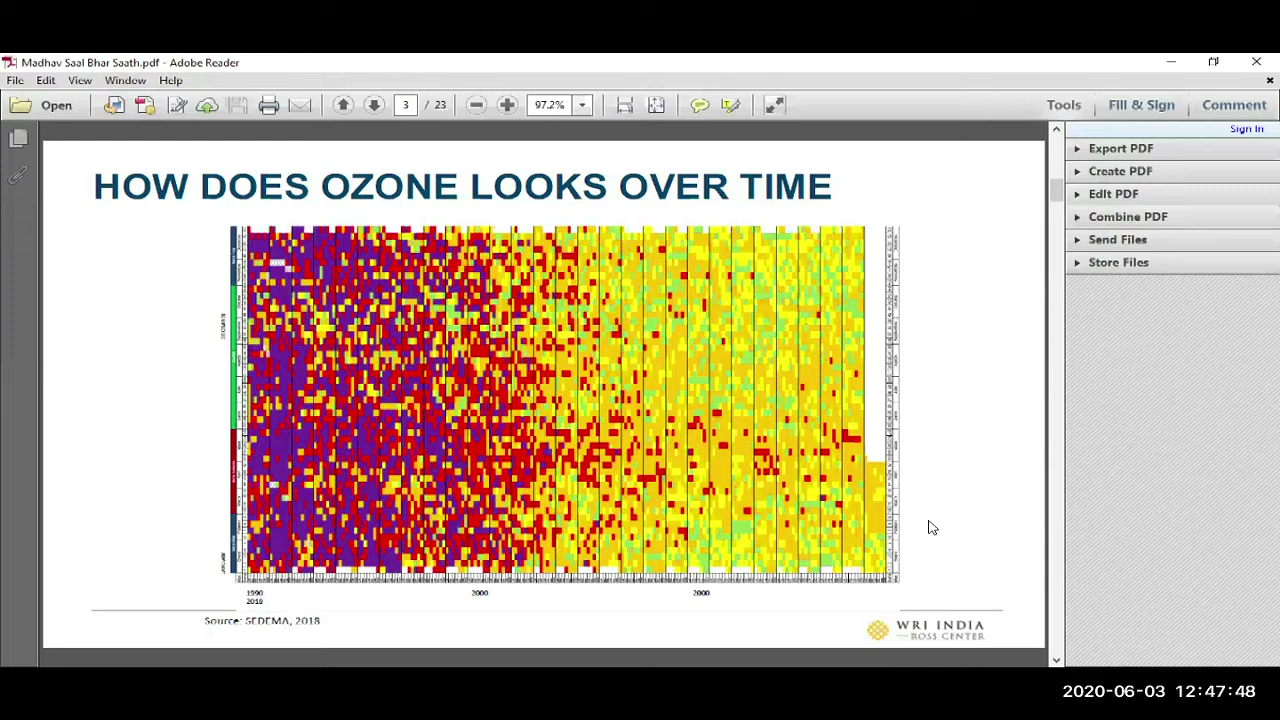 Madhav Saal Bhar Saath.pdf - Adobe Reader
File Edit View Window Help
Open 3 / 23 97.2% Tools Fill & Sign Comment
Sign In
Export PDF
Create PDF
Edit PDF
Combine PDF
Send Files
Store Files
HOW DOES OZONE LOOKS OVER TIME
1990 2000 2000
2018
Source: SEDEMA, 2018
WRI INDIA
ROSS CENTER
2020-06-03 12:47:48